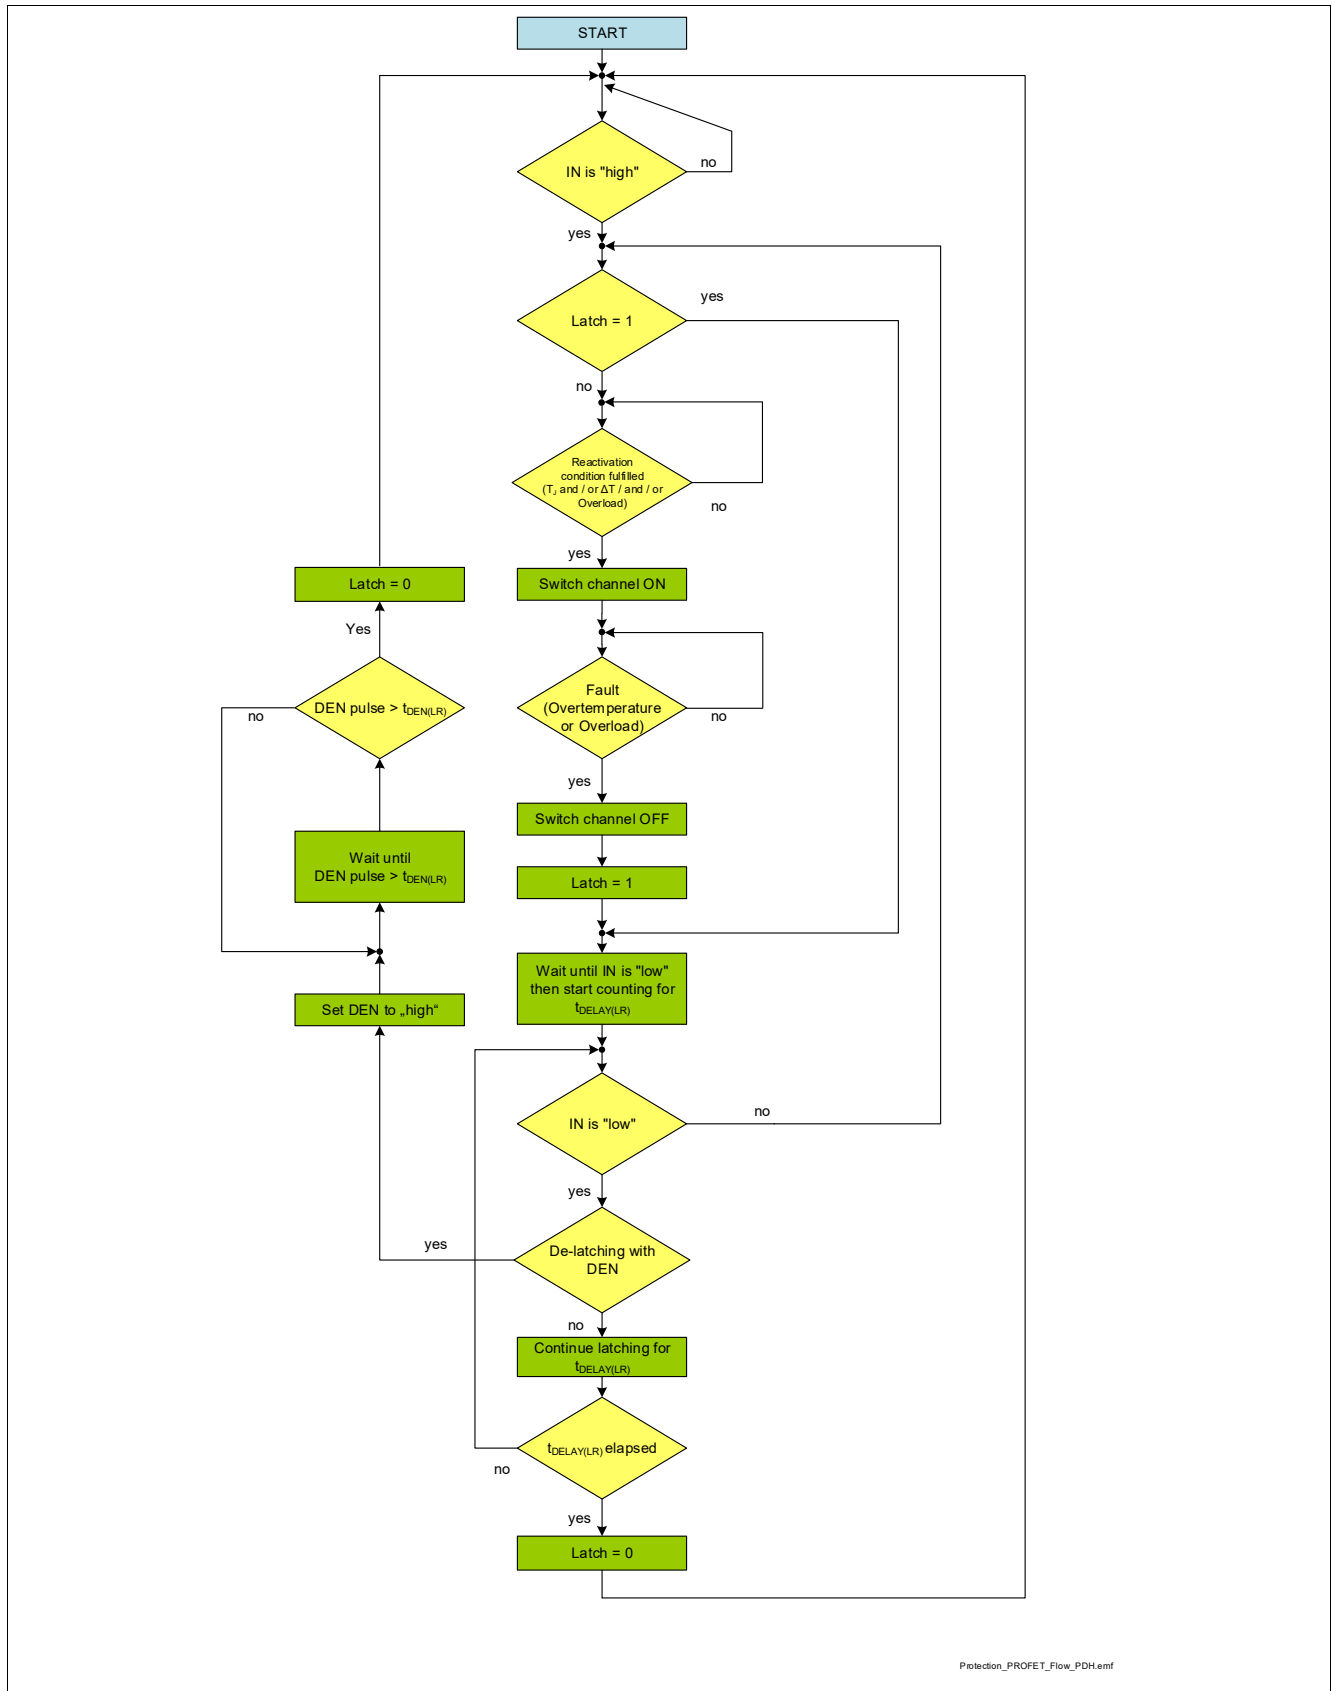 START
IN is "high"
no
yes
Latch = 1
yes
no
Reactivation
condition fulfilled
(TJ and / or ΔT / and / or
Overload)
no
yes
Switch channel ON
Fault
(Overtemperature
or Overload)
no
yes
Switch channel OFF
Latch = 1
Wait until IN is "low"
then start counting for
tDELAY(LR)
IN is "low"
no
yes
De-latching with
DEN
yes
no
Continue latching for
tDELAY(LR)
tDELAY(LR) elapsed
no
yes
Latch = 0
Set DEN to „high“
Wait until
DEN pulse > tDEN(LR)
DEN pulse > tDEN(LR)
no
Yes
Latch = 0
Protection_PROFET_Flow_PDH.emf